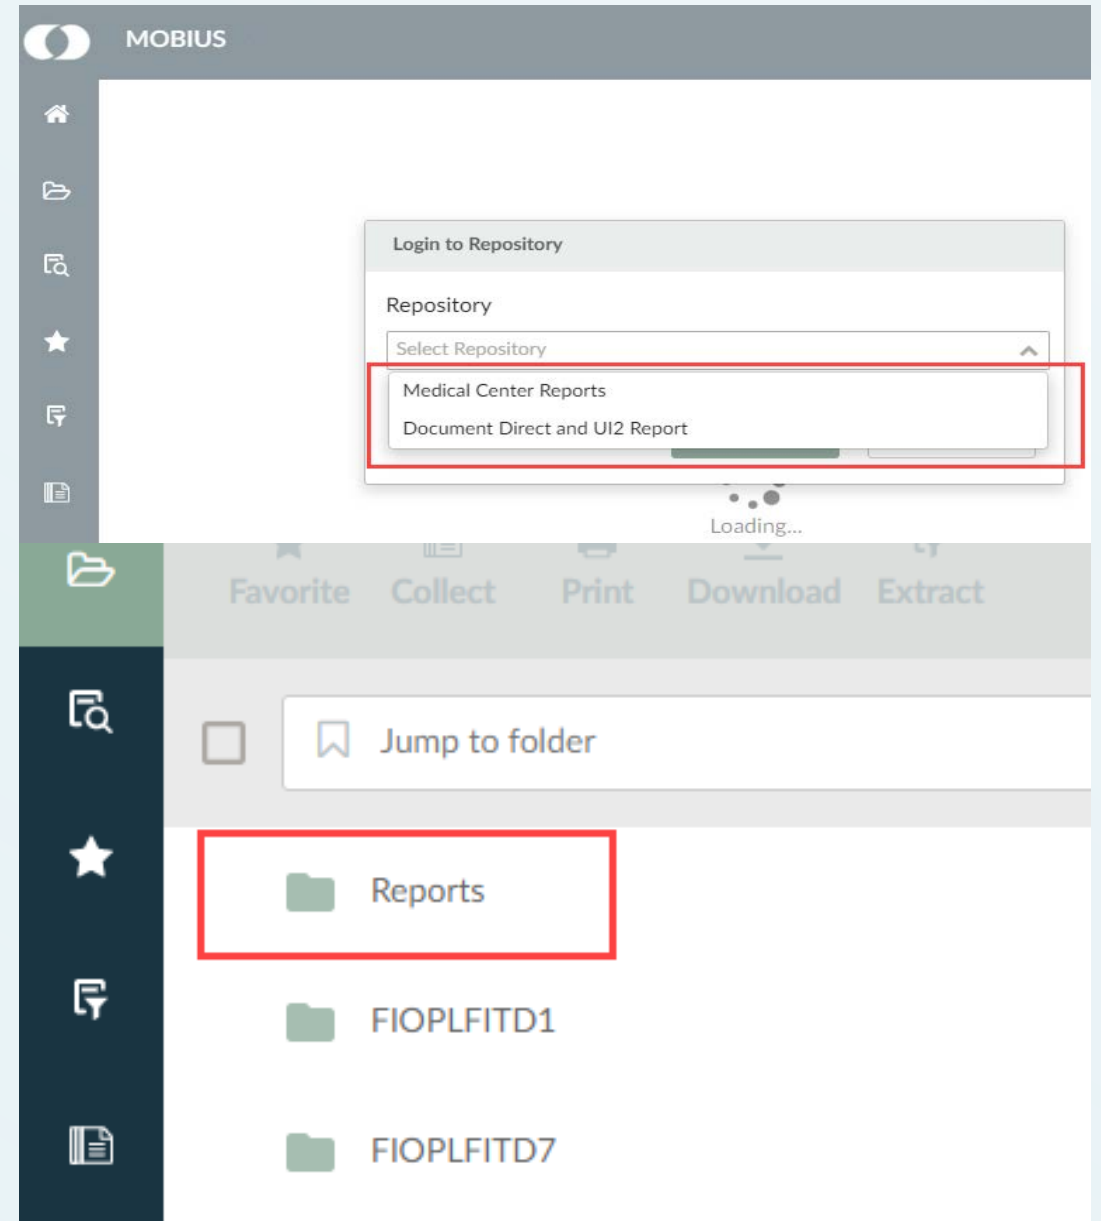 MOBIUS
Login to Repository
Repository
Select Repository
Medical Center Reports
Document Direct and UI2 Report
Loading...
Favorite Collect Print Download Extract
Jump to folder
Reports
FIOPLFITD1
FIOPLFITD7